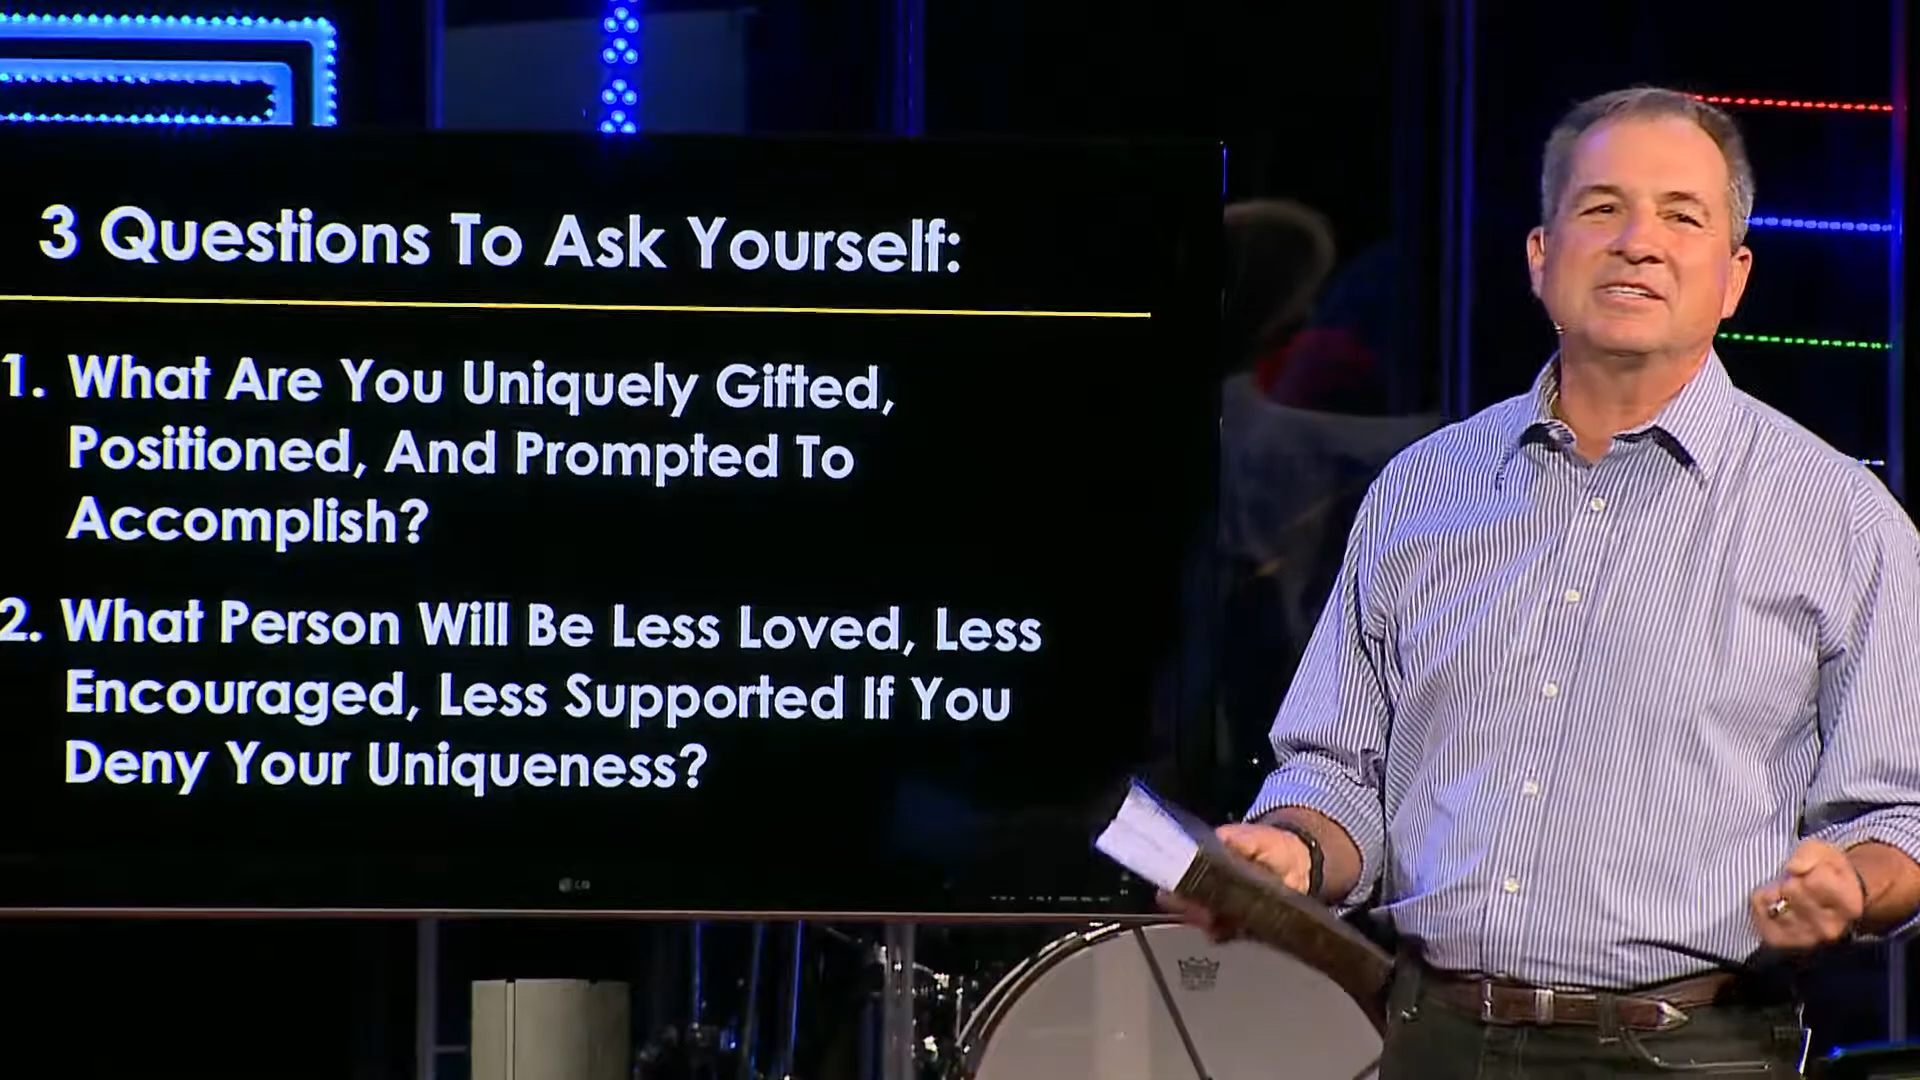 3 Questions To Ask Yourself:
1. What Are You Uniquely Gifted,
Positioned, And Prompted To
Accomplish?
2. What Person Will Be Less Loved, Less
Encouraged, Less Supported If You
Deny Your Uniqueness?
LG